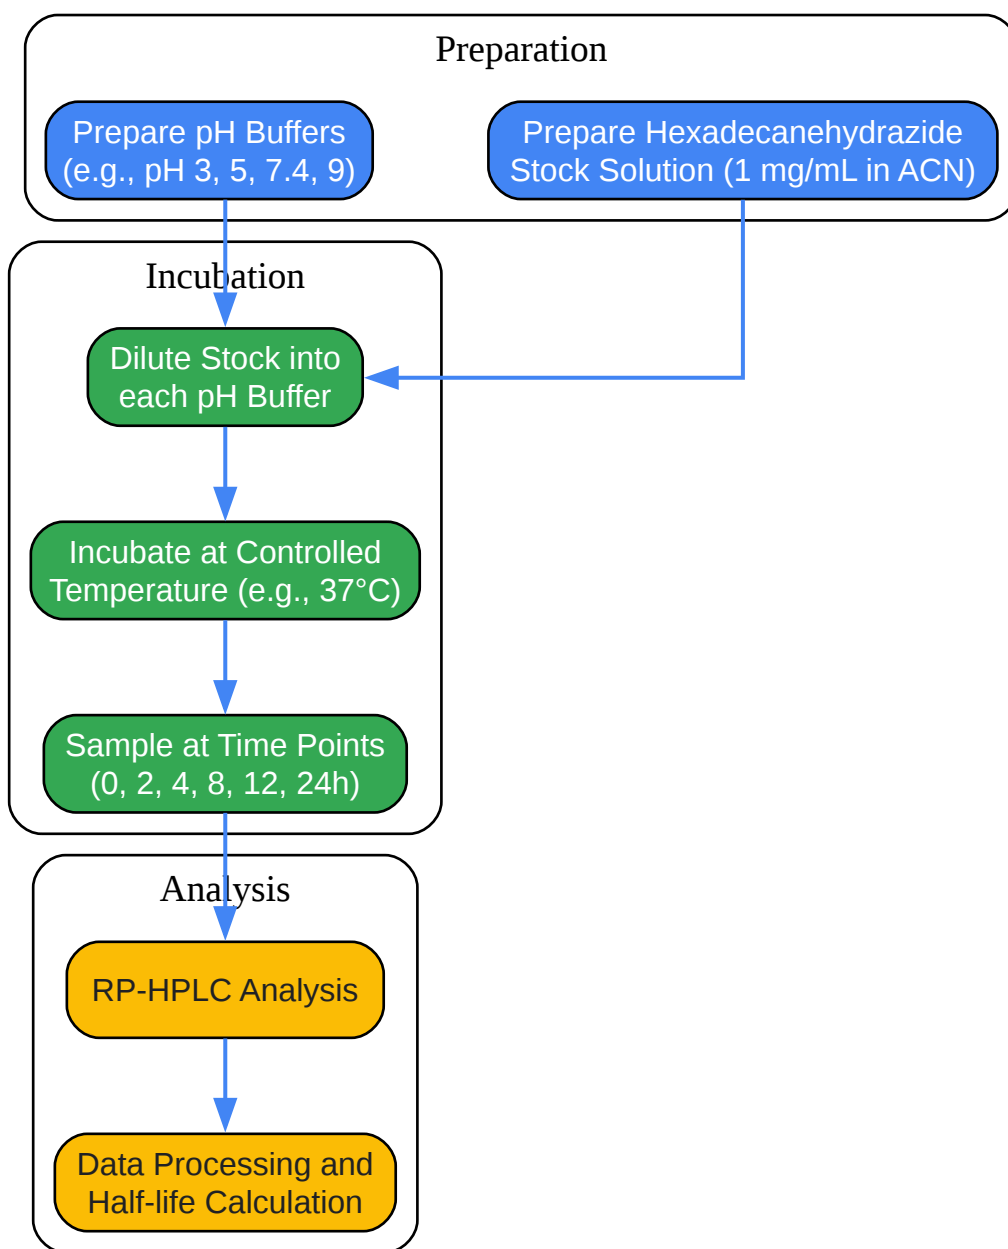 Preparation
Prepare pH Buffers
(e.g., pH 3, 5, 7.4, 9)
Prepare Hexadecanehydrazide
Stock Solution (1 mg/mL in ACN)
Incubation
Dilute Stock into
each pH Buffer
Incubate at Controlled
Temperature (e.g., 37°C)
Sample at Time Points
(0, 2, 4, 8, 12, 24h)
Analysis
RP-HPLC Analysis
Data Processing and
Half-life Calculation